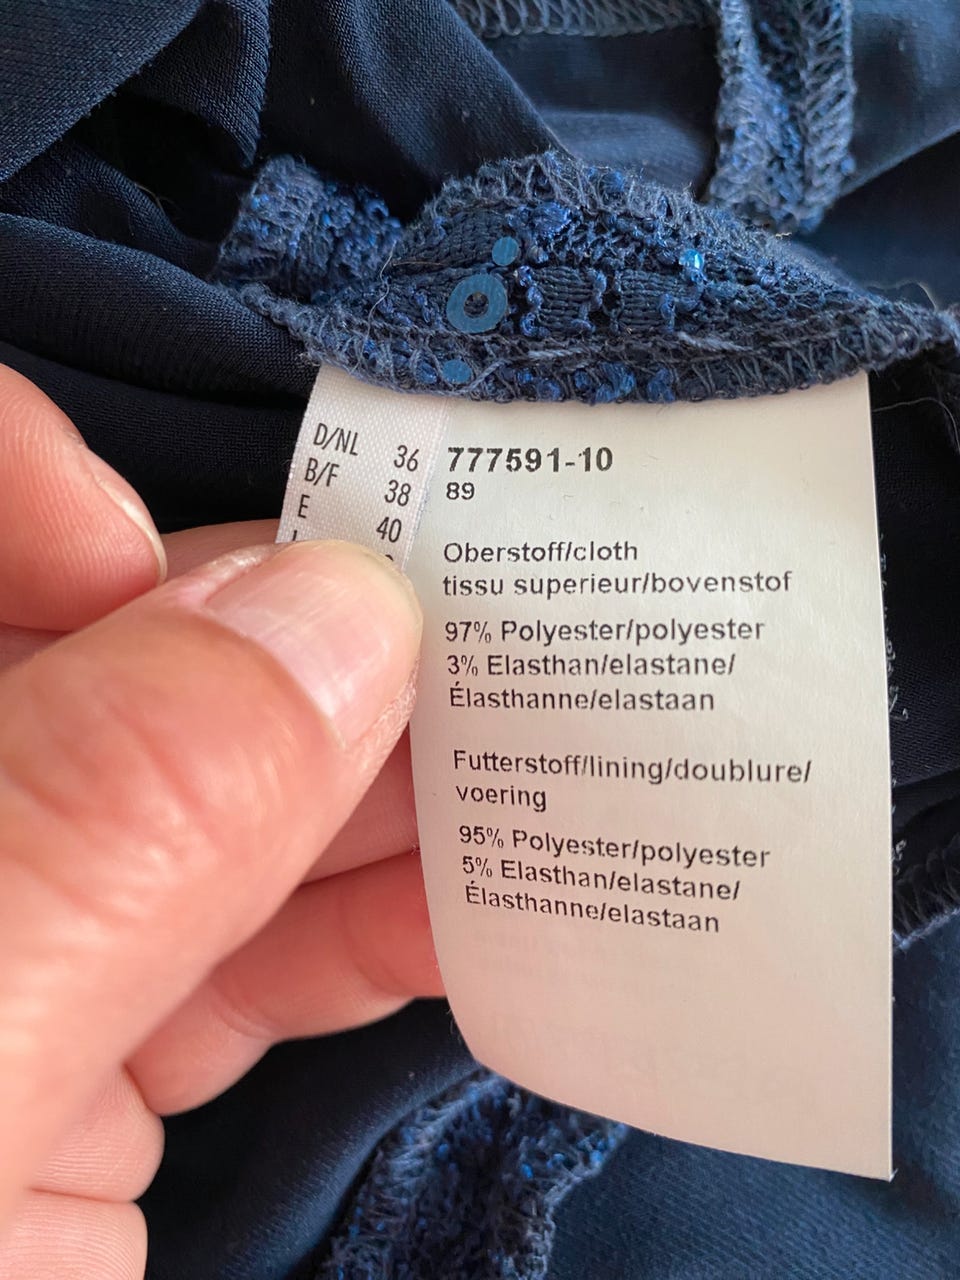 D/NL 36
B/F 38
E 40
777591-10
89
Oberstoff/cloth
tissu superieur/bovenstof
97% Polyester/polyester
3% Elasthan/elastane/
Élasthanne/elastaan
Futterstoff/lining/doublure/
voering
95% Polyester/polyester
5% Elasthan/elastane/
Élasthanne/elastaan